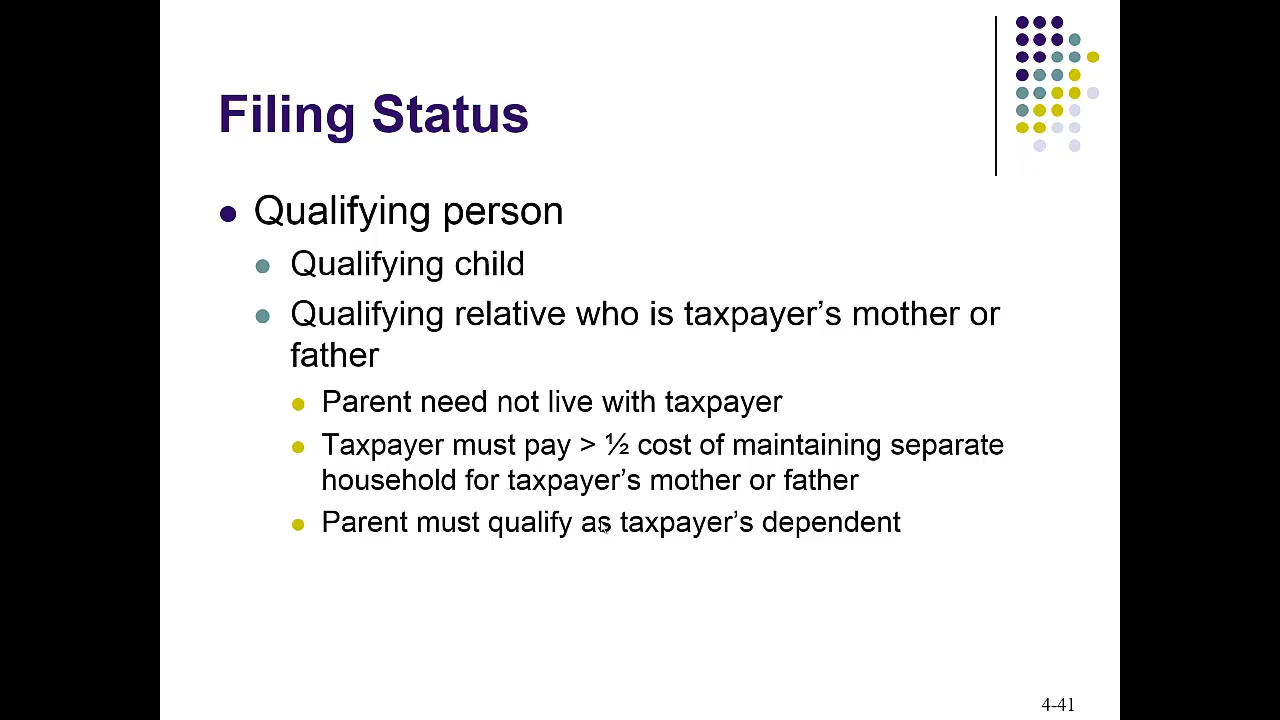 Filing Status
Qualifying person
Qualifying child
Qualifying relative who is taxpayer’s mother or
father
Parent need not live with taxpayer
Taxpayer must pay > ½ cost of maintaining separate
household for taxpayer’s mother or father
Parent must qualify as taxpayer’s dependent
4-41